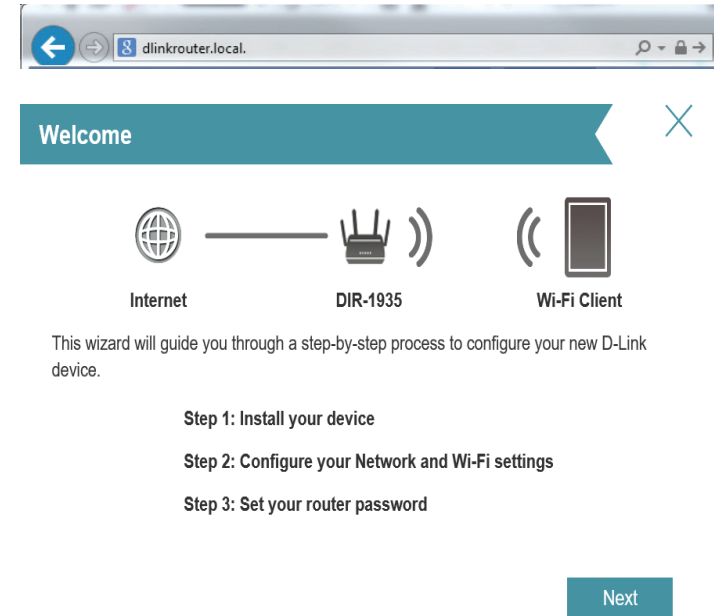 8 dlinkrouter.local.
Welcome
Internet
DIR-1935
Wi-Fi Client
This wizard will guide you through a step-by-step process to configure your new D-Link
device.
Step 1: Install your device
Step 2: Configure your Network and Wi-Fi settings
Step 3: Set your router password
Next